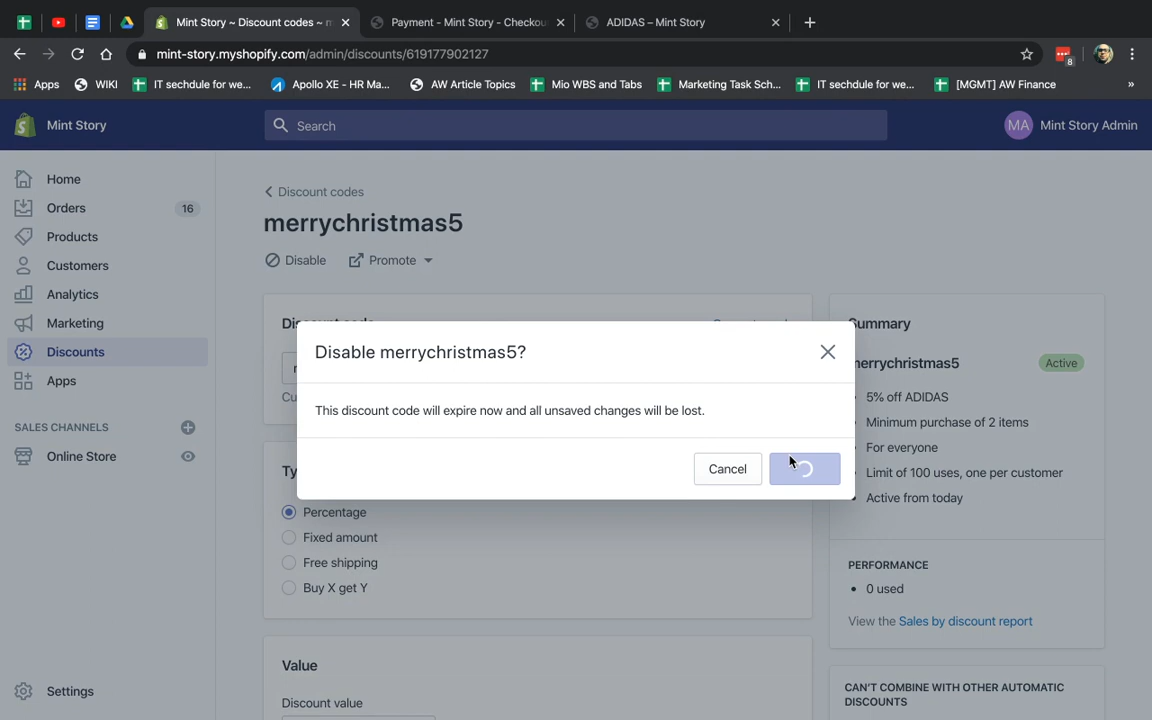 Mint Story ~ Discount codes ~ m
Payment - Mint Story - Checkou
ADIDAS – Mint Story
mint-story.myshopify.com/admin/discounts/619177902127
8
Apps
WIKI
IT sechdule for we...
Apollo XE - HR Ma...
AW Article Topics
Mio WBS and Tabs
Marketing Task Sch...
IT sechdule for we...
[MGMT] AW Finance
»
Mint Story
Search
MA
Mint Story Admin
Home
Orders
16
Products
Customers
Analytics
Marketing
Discounts
Apps
SALES CHANNELS
Online Store
Settings
Discount codes
merrychristmas5
Disable
Promote
Disable merrychristmas5?
This discount code will expire now and all unsaved changes will be lost.
Cancel
Percentage
Fixed amount
Free shipping
Buy X get Y
Value
Discount value
Summary
merrychristmas5
Active
5% off ADIDAS
Minimum purchase of 2 items
For everyone
Limit of 100 uses, one per customer
Active from today
PERFORMANCE
0 used
View the Sales by discount report
CAN'T COMBINE WITH OTHER AUTOMATIC
DISCOUNTS